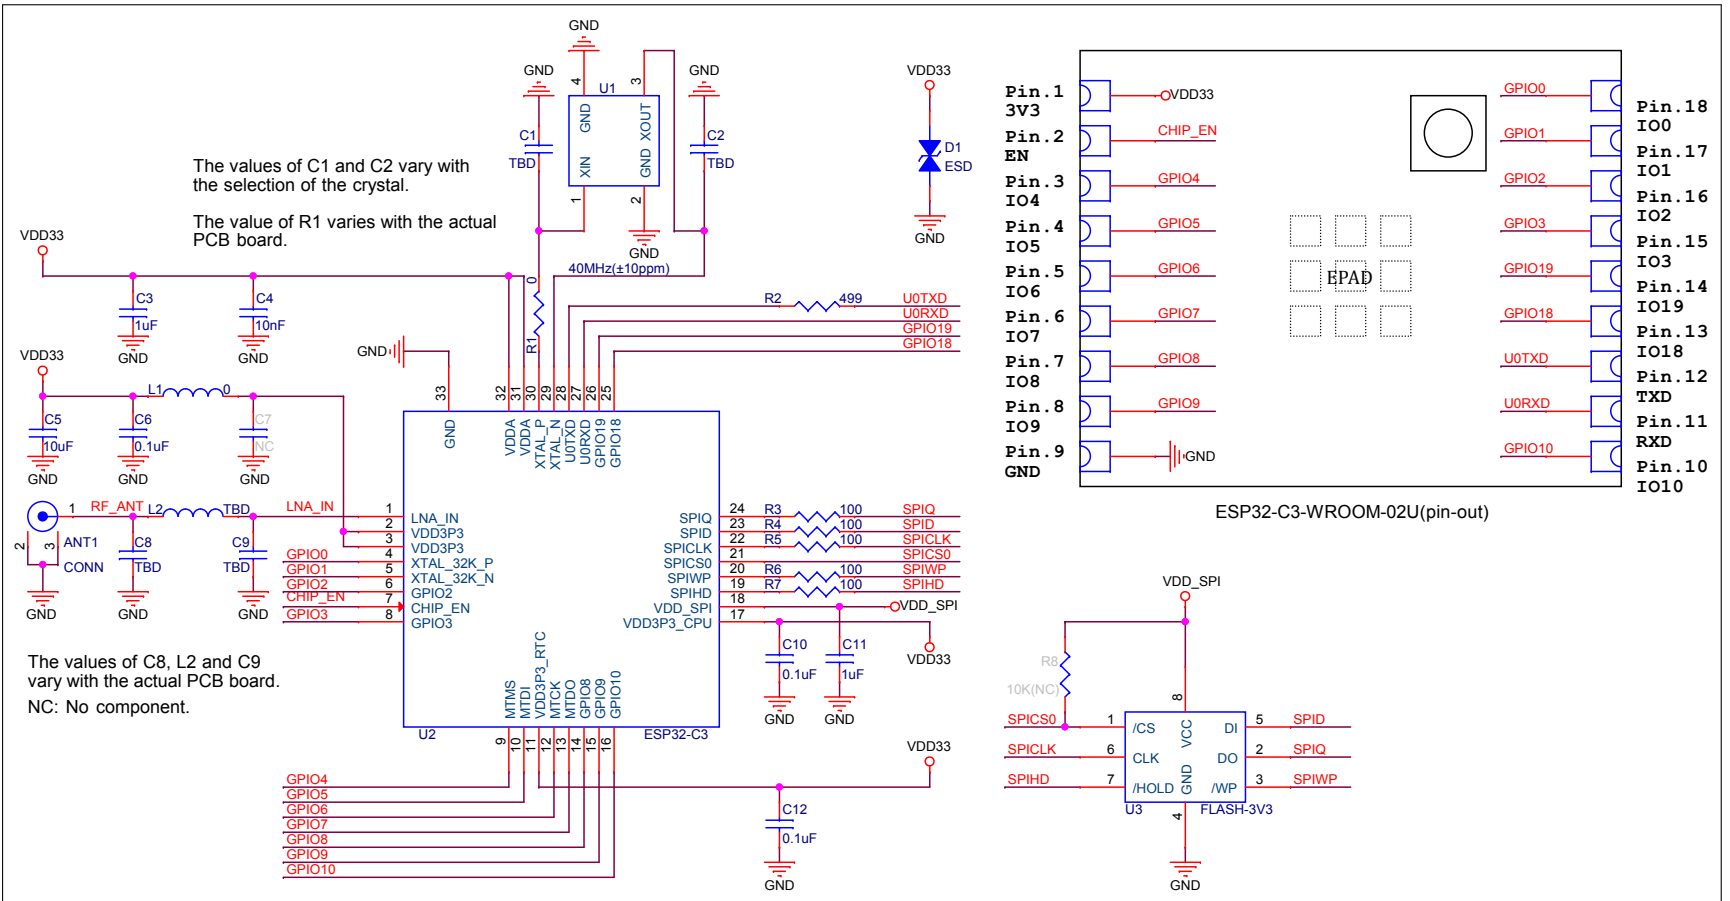 GND
GND
4
3
GND
U1
C1
TBD
GND
XOUT
XIN
GND
C2
TBD
1
2
GND
40MHz(±10ppm)
VDD33
D1
ESD
GND
The values of C1 and C2 vary with
the selection of the crystal.
The value of R1 varies with the actual
PCB board.
VDD33
C3
1uF
GND
C4
10nF
GND
GND
R1
0
R2
499
U0TXD
U0RXD
GPIO19
GPIO18
VDD33
L1
0
C5
10uF
GND
C6
0.1uF
GND
C7
NC
GND
33
32
31
30
29
28
27
26
25
GND
VDDA
VDDA
XTAL_P
XTAL_N
U0TXD
U0RXD
GPIO19
GPIO18
1
RF_ANT
L2
TBD
LNA_IN
2
3
ANT1
CONN
GND
C8
TBD
GND
C9
TBD
GND
GPIO0
GPIO1
GPIO2
CHIP_EN
GPIO3
1
2
3
4
5
6
7
8
LNA_IN
VDD3P3
VDD3P3
XTAL_32K_P
XTAL_32K_N
GPIO2
CHIP_EN
GPIO3
SPIQ
SPID
SPICLK
SPICS0
SPIWP
SPIHD
VDD_SPI
VDD3P3_CPU
24
23
22
21
20
19
18
17
R3
100
SPIQ
R4
100
SPID
R5
100
SPICLK
SPICS0
R6
100
SPIWP
R7
100
SPIHD
VDD_SPI
VDD33
C10
0.1uF
GND
C11
1uF
GND
The values of C8, L2 and C9
vary with the actual PCB board.
NC: No component.
MTMS
MTDI
VDD3P3_RTC
MTCK
MTDO
GPIO8
GPIO9
GPIO10
U2
ESP32-C3
9
10
11
12
13
14
15
16
GPIO4
GPIO5
GPIO6
GPIO7
GPIO8
GPIO9
GPIO10
VDD33
C12
0.1uF
GND
Pin.1
3V3
VDD33
Pin.2
EN
CHIP_EN
Pin.3
IO4
GPIO4
Pin.4
IO5
GPIO5
Pin.5
IO6
GPIO6
Pin.6
IO7
GPIO7
Pin.7
IO8
GPIO8
Pin.8
IO9
GPIO9
Pin.9
GND
GND
EPAD
GPIO0
Pin.18
IO0
GPIO1
Pin.17
IO1
GPIO2
Pin.16
IO2
GPIO3
Pin.15
IO3
GPIO19
Pin.14
IO19
GPIO18
Pin.13
IO18
U0TXD
Pin.12
TXD
U0RXD
Pin.11
RXD
GPIO10
Pin.10
IO10
ESP32-C3-WROOM-02U(pin-out)
VDD_SPI
R8
10K(NC)
8
SPICS0
1
/CS
VCC
DI
5
SPID
SPICLK
6
CLK
DO
2
SPIQ
SPIHD
7
/HOLD
GND
/WP
3
SPIWP
U3
FLASH-3V3
4
GND